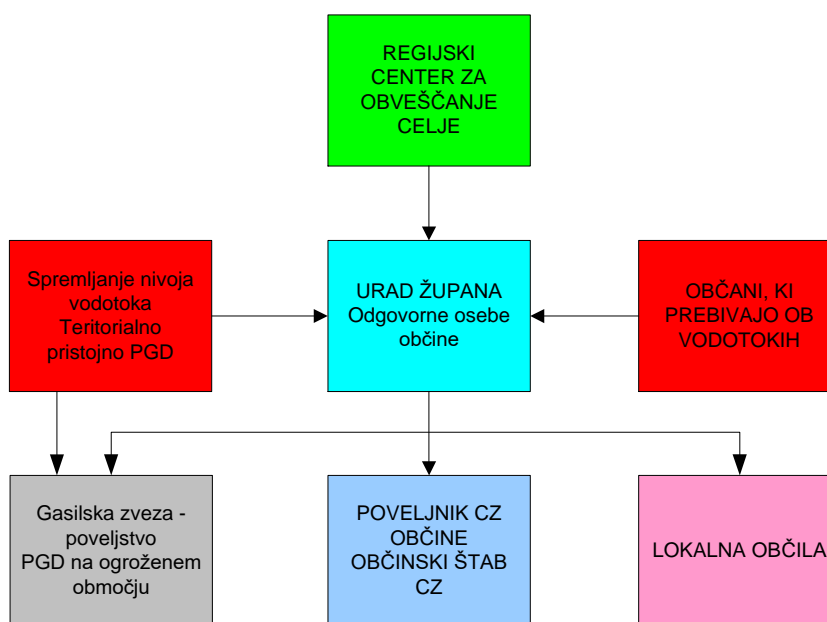 REGIJSKI
CENTER ZA
OBVEŠČANJE
CELJE
Spremljanje nivoja
vodotoka
Teritorialno
pristojno PGD
URAD ŽUPANA
Odgovorne osebe
občine
OBČANI, KI
PREBIVAJO OB
VODOTOKIH
Gasilska zveza -
poveljstvo
PGD na ogroženem
območju
POVELJNIK CZ
OBČINE
OBČINSKI ŠTAB
CZ
LOKALNA OBČILA